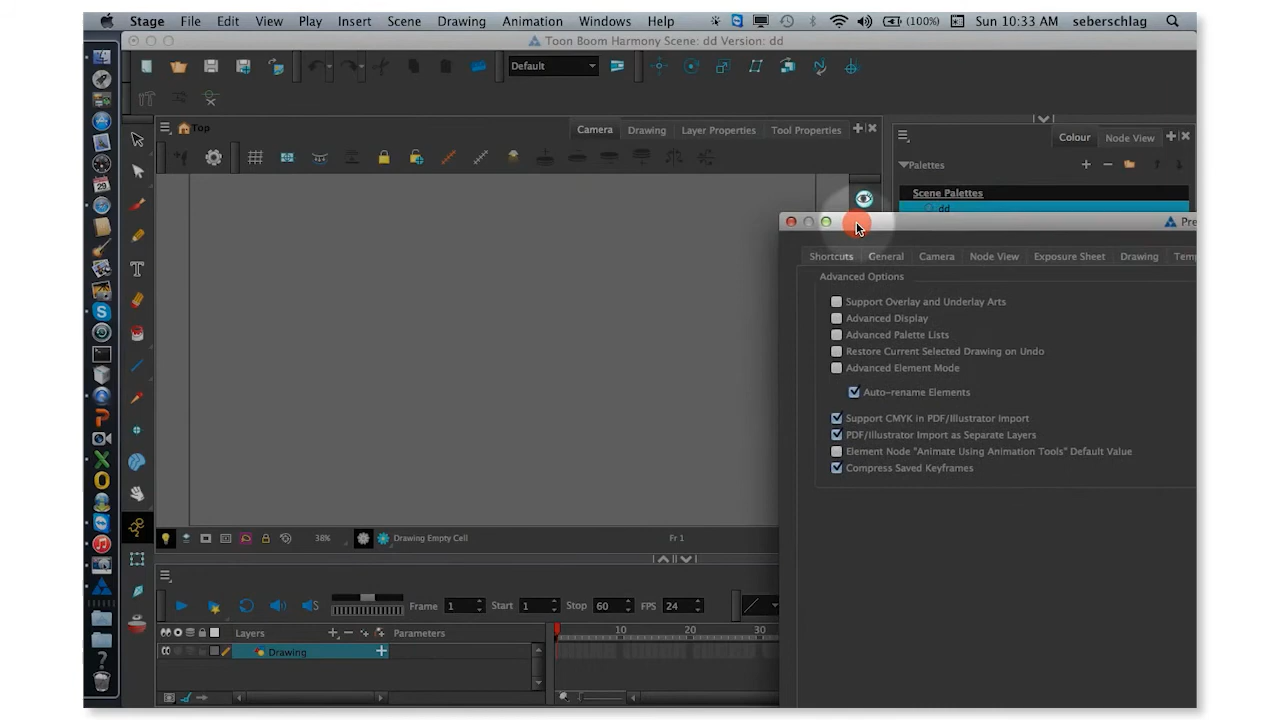 Stage File Edit View Play Insert Scene Drawing Animation Windows Help (100%) Sun 10:33 AM seberschlag
Toon Boom Harmony Scene: dd Version: dd
Default
Top Camera Drawing Layer Properties Tool Properties
Colour Node View
Palettes
Scene Palettes
dd
Shortcuts General Camera Node View Exposure Sheet Drawing
Advanced Options
Support Overlay and Underlay Arts
Advanced Display
Advanced Palette Lists
Restore Current Selected Drawing on Undo
Advanced Element Mode
Auto-rename Elements
Support CMYK in PDF/Illustrator Import
PDF/Illustrator Import as Separate Layers
Element Node "Animate Using Animation Tools" Default Value
Compress Saved Keyframes
38% Drawing Empty Cell Fr 1
Frame 1 Start 1 Stop 60 FPS 24
Layers Parameters 10 20 30
Drawing